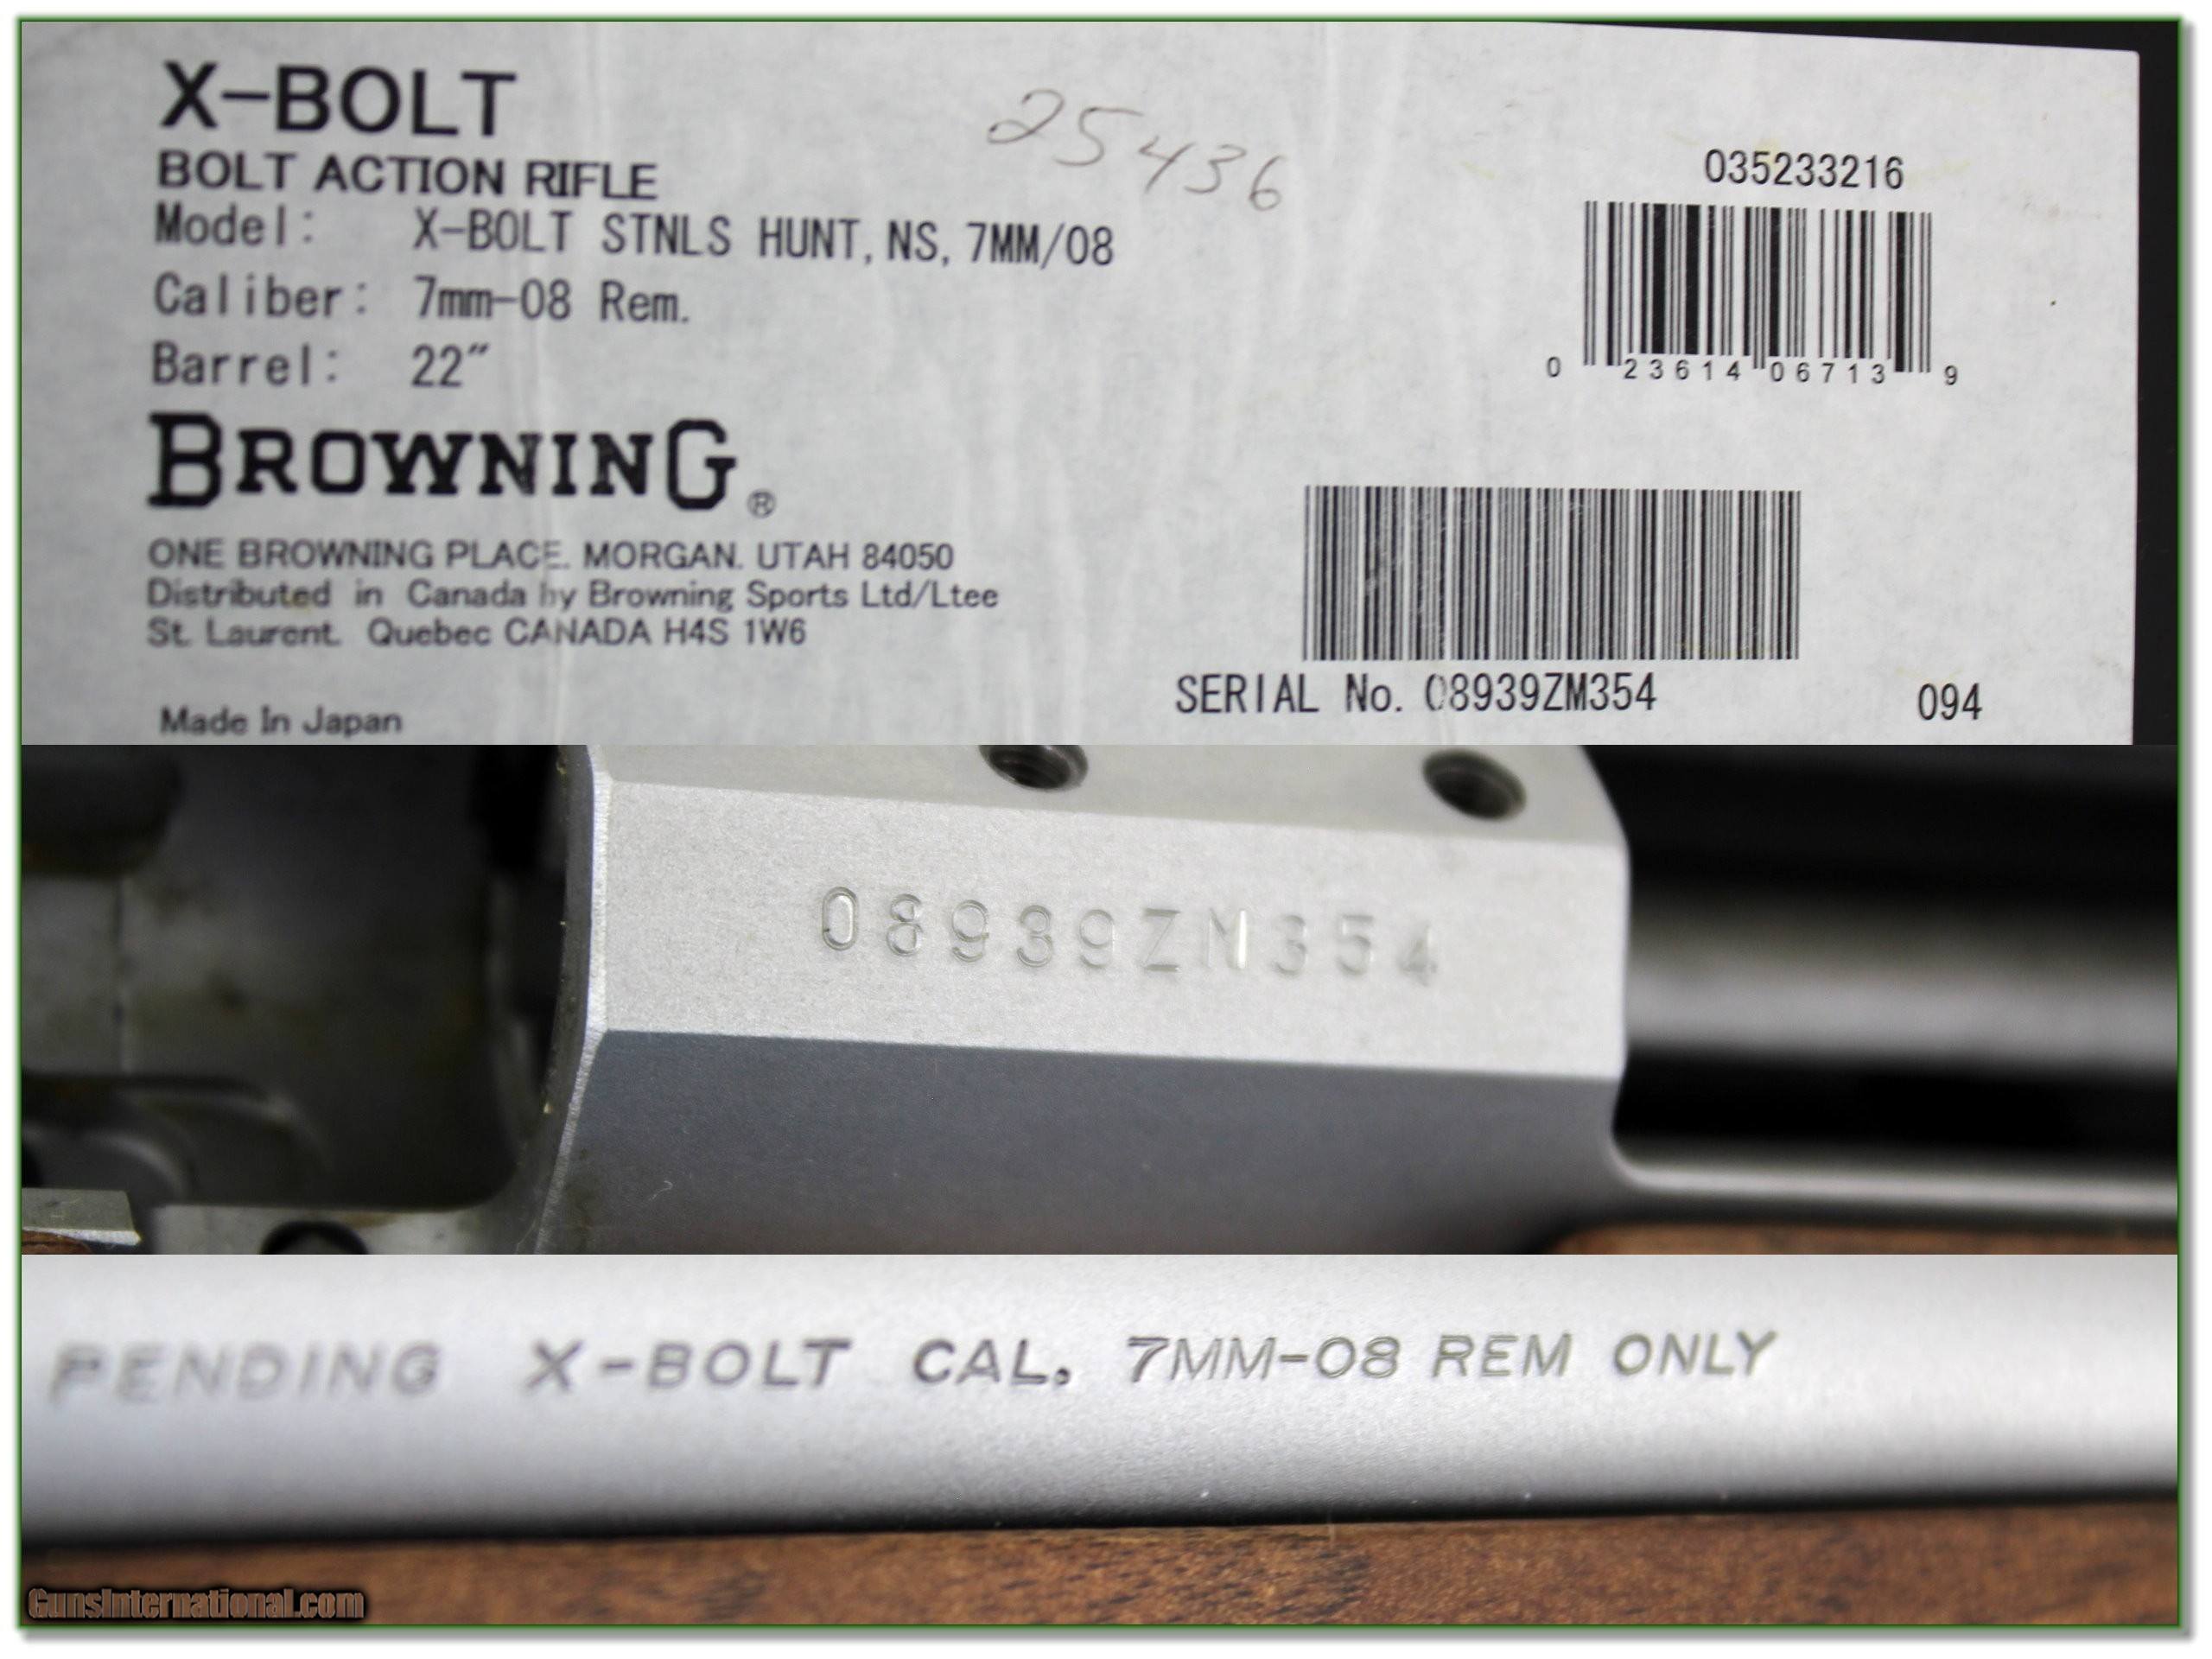 X-BOLT
25436
BOLT ACTION RIFLE
035233216
Model: X-BOLT STNLS HUNT, NS, 7MM/08
Caliber: 7mm-08 Rem.
Barrel: 22"
0 23614 06713 9
BROWNING®
ONE BROWNING PLACE. MORGAN. UTAH 84050
Distributed in Canada by Browning Sports Ltd/Ltee
St. Laurent. Quebec CANADA H4S 1W6
SERIAL No. 08939ZM354
094
Made In Japan
08939ZM354
PENDING X-BOLT CAL. 7MM-08 REM ONLY
GunsInternational.com